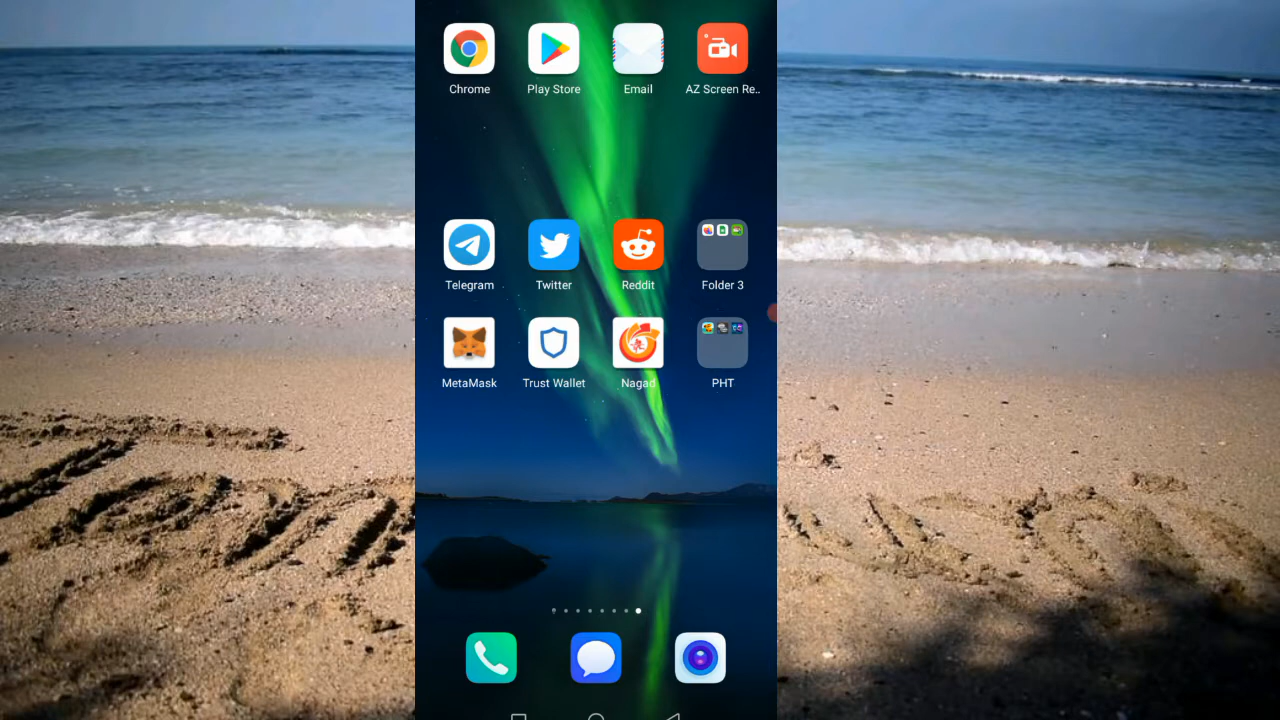 Chrome Play Store Email AZ Screen Re..
Telegram Twitter Reddit Folder 3
MetaMask Trust Wallet Nagad PHT